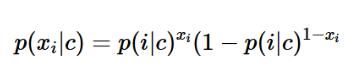 p(x_i|c) = p(i|c)^{x_i}(1 − p(i|c)^{1−x_i}